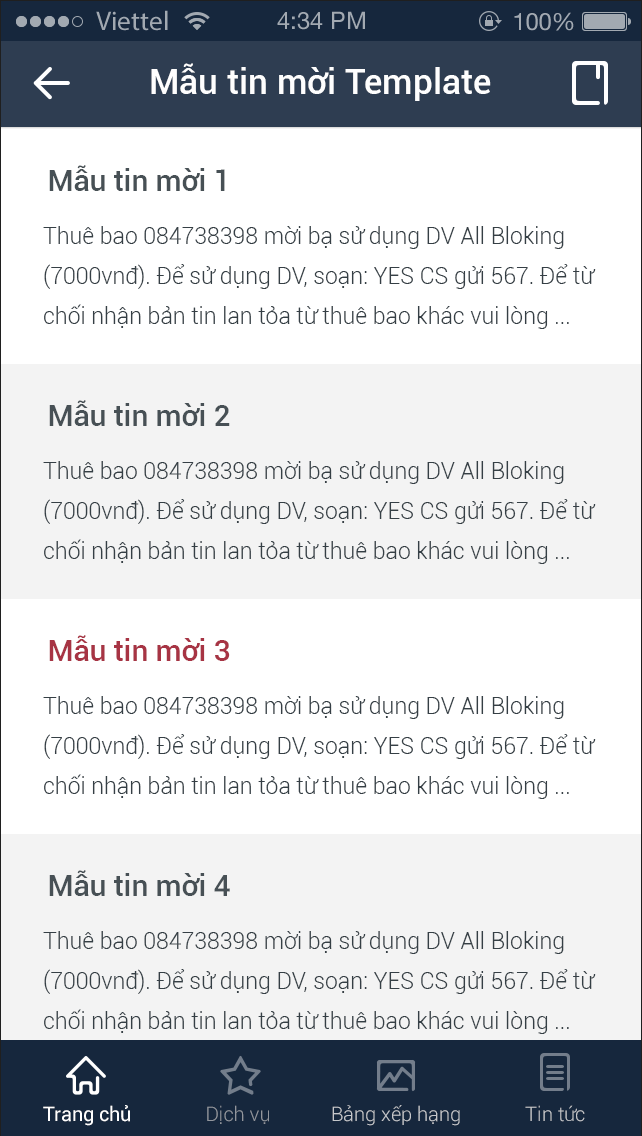 Viettel 4:34 PM 100%
Mẫu tin mời Template
Mẫu tin mời 1
Thuê bao 084738398 mời bạ sử dụng DV All Bloking
(7000vnđ). Để sử dụng DV, soạn: YES CS gửi 567. Để từ
chối nhận bản tin lan tỏa từ thuê bao khác vui lòng ...
Mẫu tin mời 2
Thuê bao 084738398 mời bạ sử dụng DV All Bloking
(7000vnđ). Để sử dụng DV, soạn: YES CS gửi 567. Để từ
chối nhận bản tin lan tỏa từ thuê bao khác vui lòng ...
Mẫu tin mời 3
Thuê bao 084738398 mời bạ sử dụng DV All Bloking
(7000vnđ). Để sử dụng DV, soạn: YES CS gửi 567. Để từ
chối nhận bản tin lan tỏa từ thuê bao khác vui lòng ...
Mẫu tin mời 4
Thuê bao 084738398 mời bạ sử dụng DV All Bloking
(7000vnđ). Để sử dụng DV, soạn: YES CS gửi 567. Để từ
chối nhận bản tin lan tỏa từ thuê bao khác vui lòng ...
Trang chủ Dịch vụ Bảng xếp hạng Tin tức